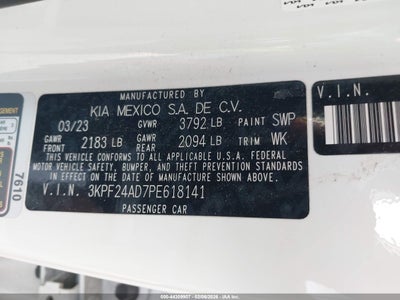 MANUFACTURED BY
KIA MEXICO S.A. DE C.V.
03/23 GVWR 3792 LB PAINT SWP
GAWR FRONT 2183 LB GAWR REAR 2094 LB TRIM WK
THIS VEHICLE CONFORMS TO ALL APPLICABLE U.S. FEDERAL
MOTOR VEHICLE SAFETY, BUMPER, AND THEFT PREVENTION STANDARDS
IN EFFECT ON THE DATE OF MANUFACTURE SHOWN ABOVE.
V.I.N. 3KPF24AD7PE618141
PASSENGER CAR
V.I.N.
7610